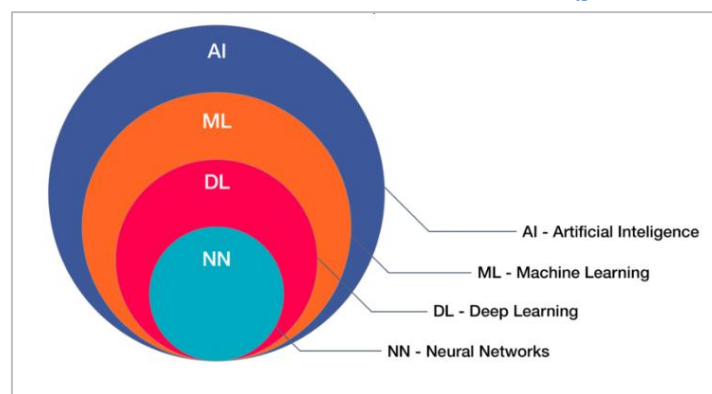 AI
ML
DL
NN
AI - Artificial Inteligence
ML - Machine Learning
DL - Deep Learning
NN - Neural Networks